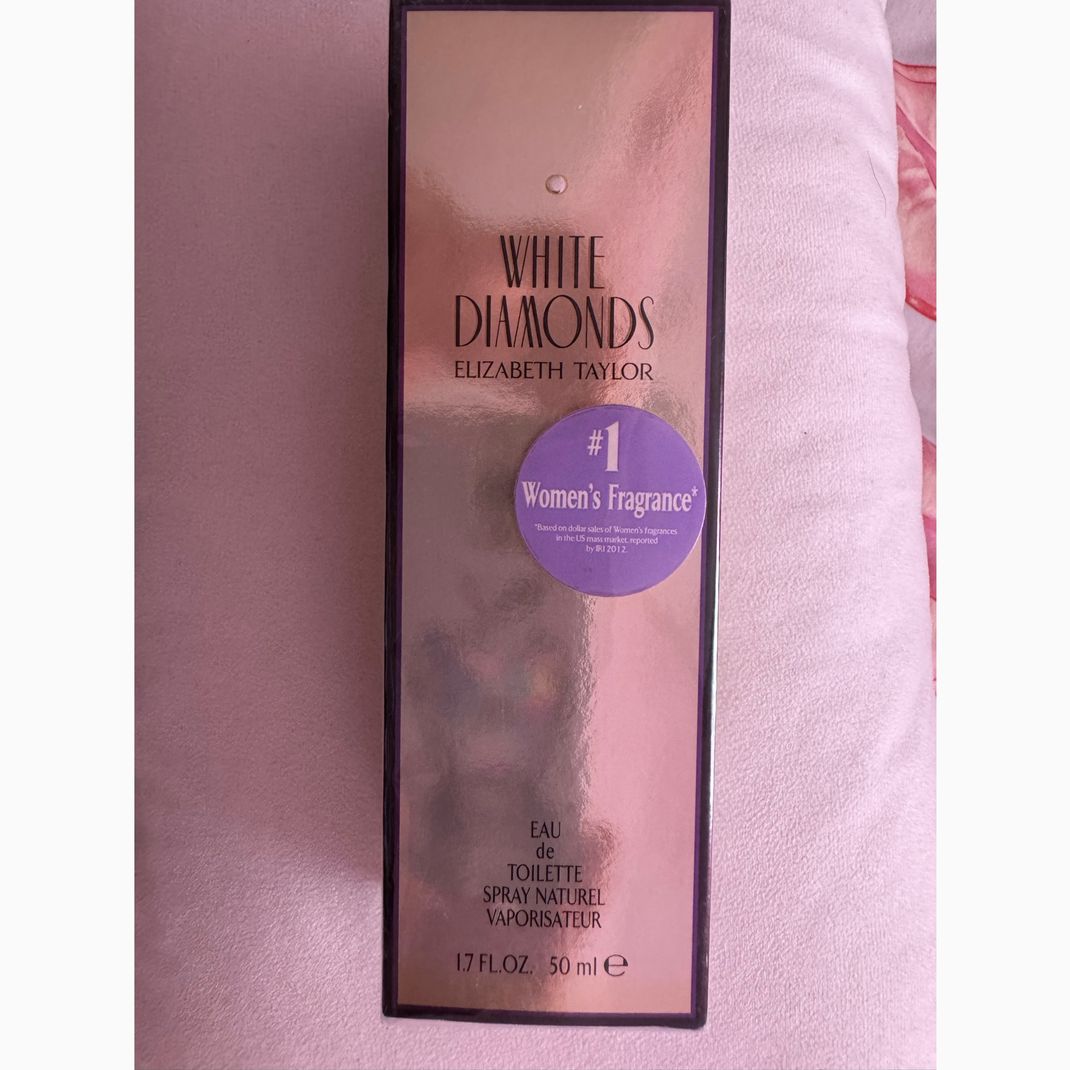 WHITE
DIAMONDS
ELIZABETH TAYLOR
#1
Women's Fragrance*
*Based on dollar sales of Women's fragrances
in the US mass market, reported
by IRI 2012.
EAU
de
TOILETTE
SPRAY NATUREL
VAPORISATEUR
1.7 FL.OZ. 50 ml ℮